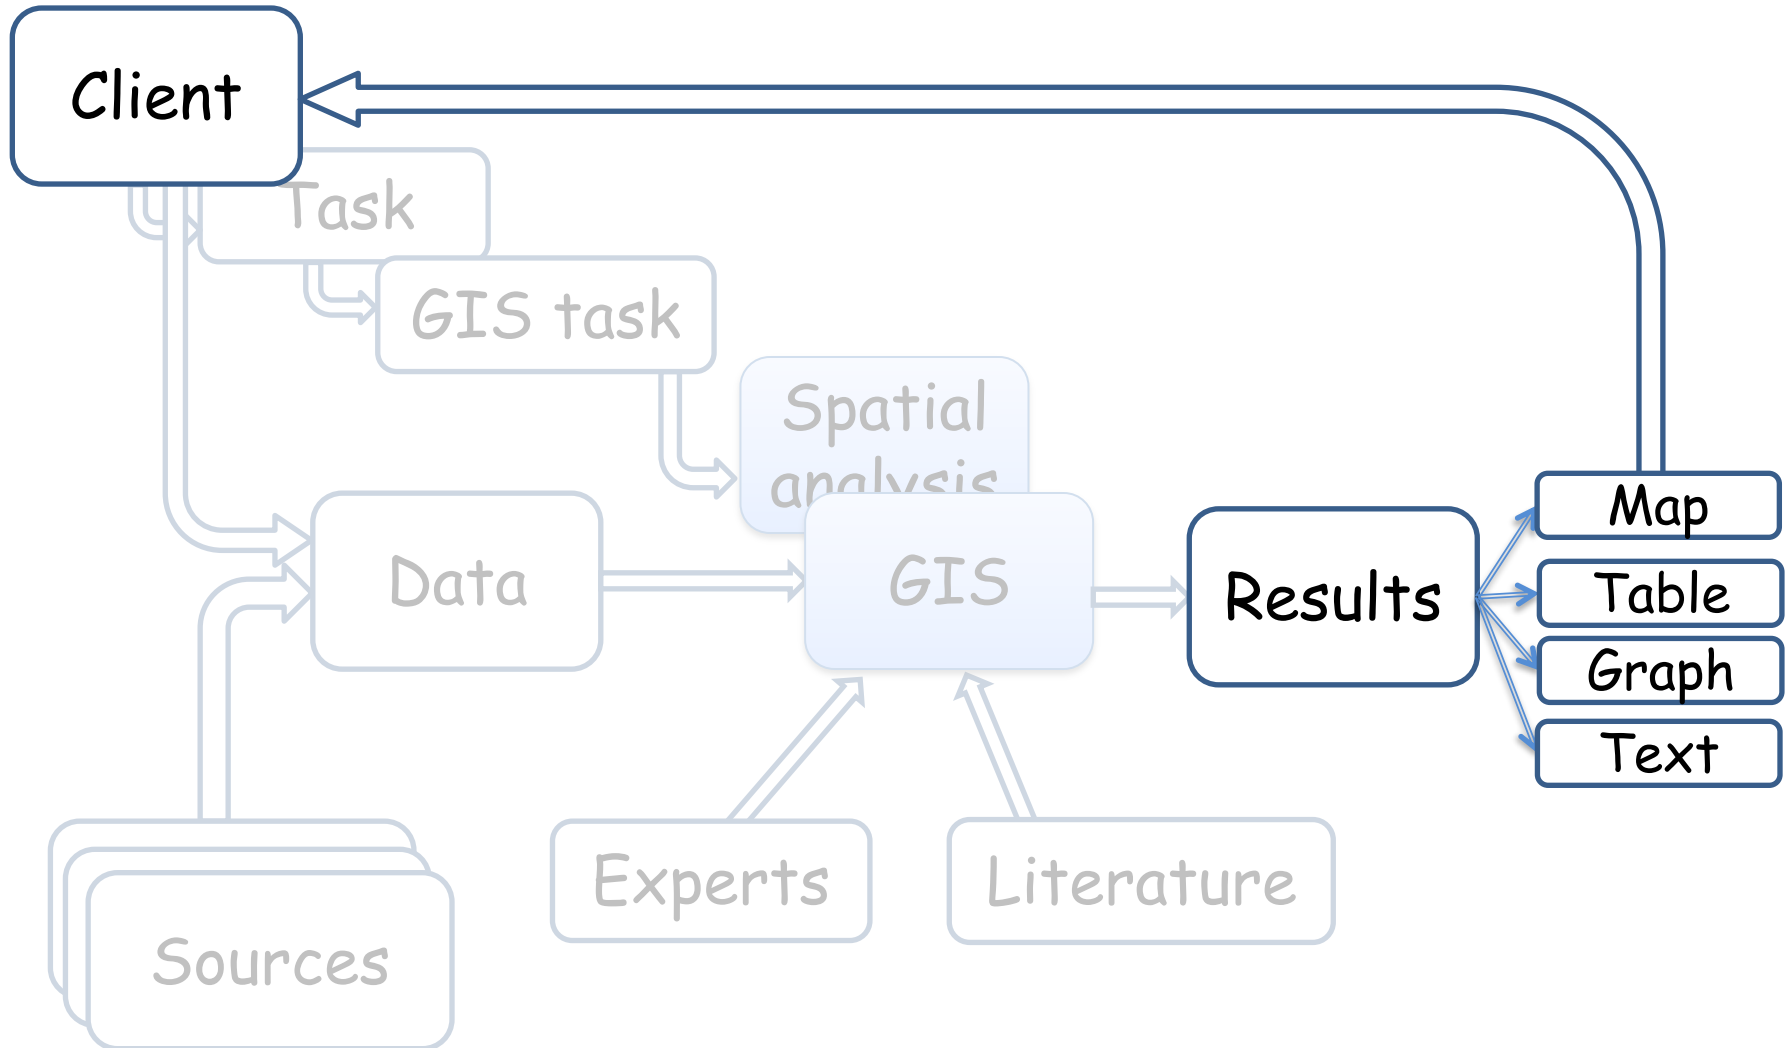 Client
Task
GIS task
Spatial
analysis
Data
GIS
Results
Map
Table
Graph
Text
Experts
Literature
Sources